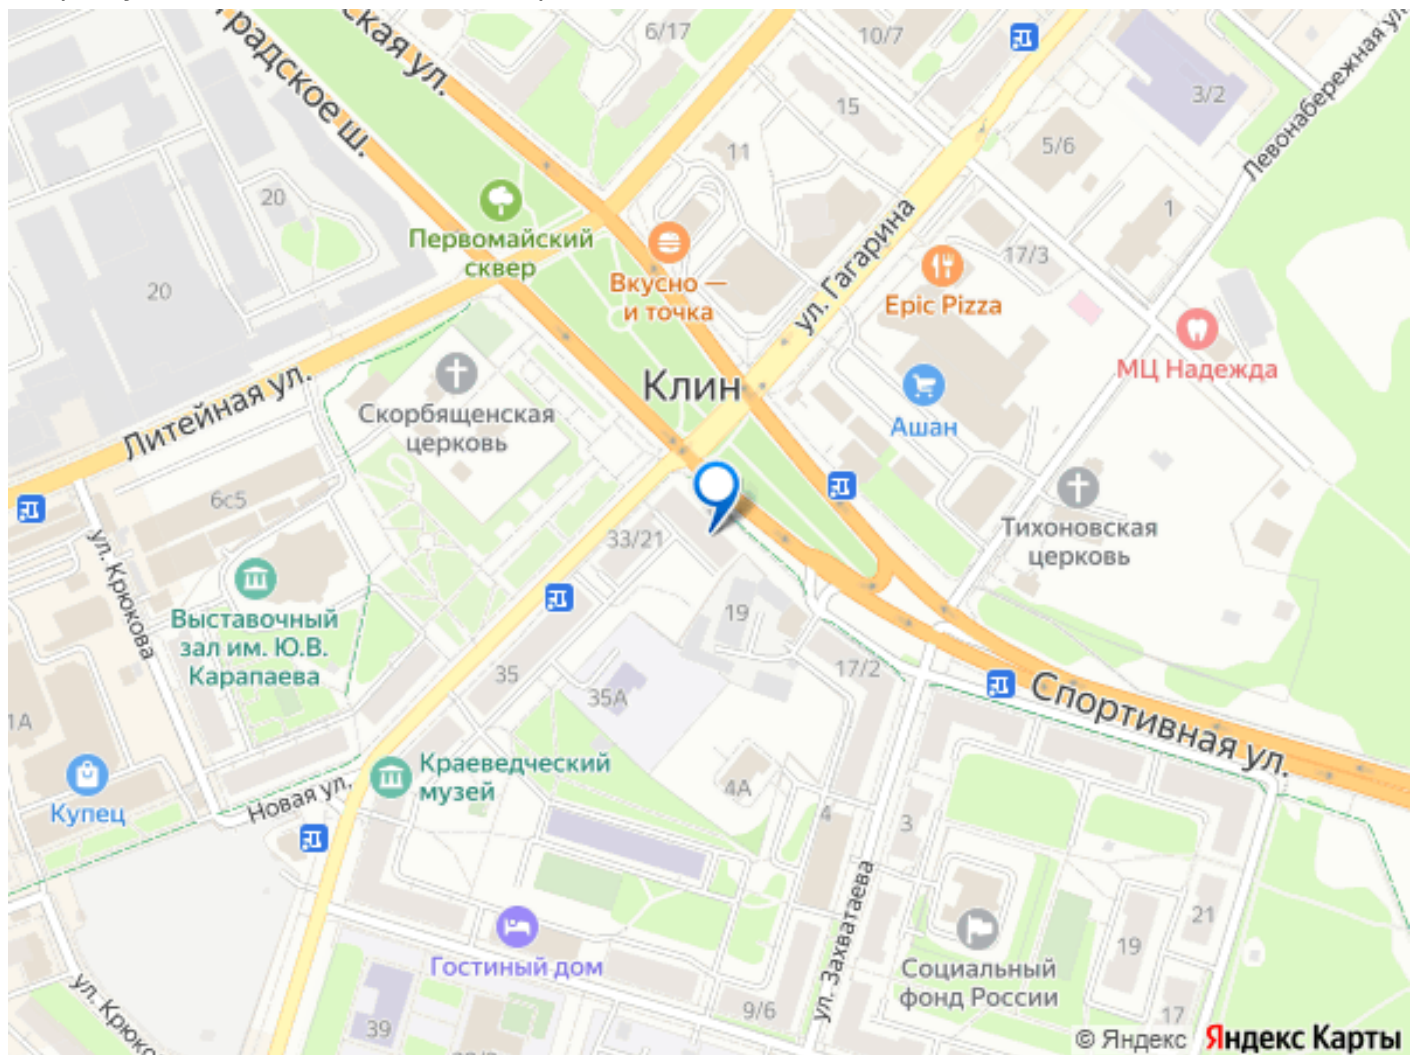 ская ул.
градское ш.
6/17
10/7
3/2
Левонабережная ул
15
5/6
11
20
1
Первомайский
сквер
ул. Гагарина
17/3
Вкусно —
и точка
Epic Pizza
20
МЦ Надежда
Клин
Литейная ул.
Скорбященская
церковь
Ашан
6с5
33/21
Тихоновская
церковь
ул. Крюкова
Выставочный
зал им. Ю.В.
Карапаева
19
17/2
35
35А
Спортивная ул.
1А
Краеведческий
музей
4А
Купец
Новая ул.
4
3
ул. Захватаева
21
19
Гостиный дом
Социальный
фонд России
ул. Крюко
39
9/6
17
© Яндекс Яндекс Карты